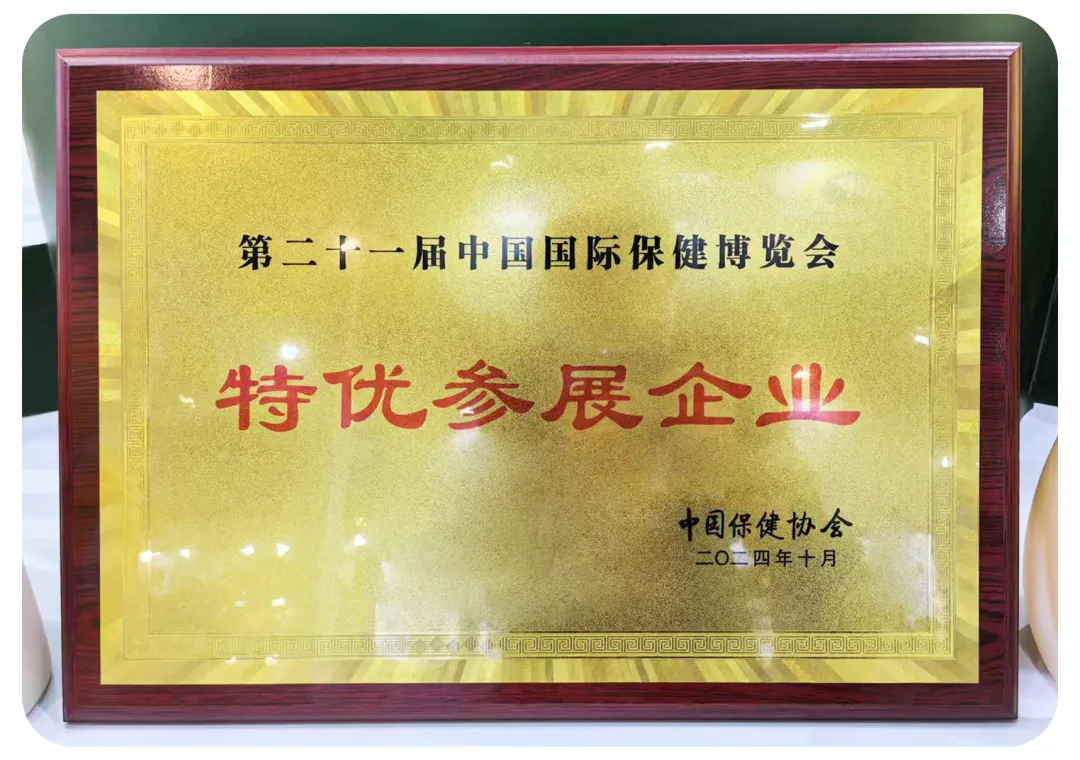 第二十一届中国国际保健博览会
特优参展企业
中国保健协会
二〇二四年十月